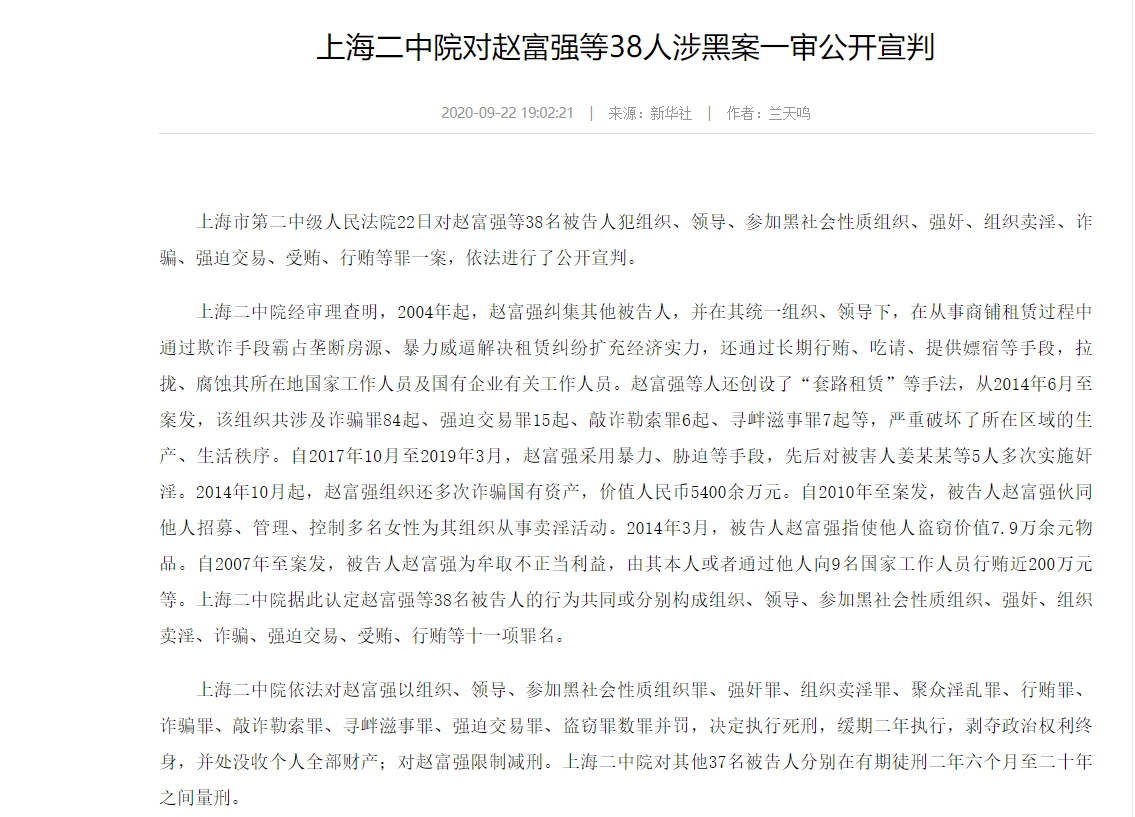 上海二中院对赵富强等38人涉黑案一审公开宣判
2020-09-22 19:02:21 | 来源：新华社 | 作者：兰天鸣
上海市第二中级人民法院22日对赵富强等38名被告人犯组织、领导、参加黑社会性质组织、强奸、组织卖淫、诈
骗、强迫交易、受贿、行贿等罪一案，依法进行了公开宣判。
上海二中院经审理查明，2004年起，赵富强纠集其他被告人，并在其统一组织、领导下，在从事商铺租赁过程中
通过欺诈手段霸占垄断房源、暴力威逼解决租赁纠纷扩充经济实力，还通过长期行贿、吃请、提供嫖宿等手段，拉
拢、腐蚀其所在地国家工作人员及国有企业有关工作人员。赵富强等人还创设了“套路租赁”等手法，从2014年6月至
案发，该组织共涉及诈骗罪84起、强迫交易罪15起、敲诈勒索罪6起、寻衅滋事罪7起等，严重破坏了所在区域的生
产、生活秩序。自2017年10月至2019年3月，赵富强采用暴力、胁迫等手段，先后对被害人姜某某等5人多次实施奸
淫。2014年10月起，赵富强组织还多次诈骗国有资产，价值人民币5400余万元。自2010年至案发，被告人赵富强伙同
他人招募、管理、控制多名女性为其组织从事卖淫活动。2014年3月，被告人赵富强指使他人盗窃价值7.9万余元物
品。自2007年至案发，被告人赵富强为牟取不正当利益，由其本人或者通过他人向9名国家工作人员行贿近200万元
等。上海二中院据此认定赵富强等38名被告人的行为共同或分别构成组织、领导、参加黑社会性质组织、强奸、组织
卖淫、诈骗、强迫交易、受贿、行贿等十一项罪名。
上海二中院依法对赵富强以组织、领导、参加黑社会性质组织罪、强奸罪、组织卖淫罪、聚众淫乱罪、行贿罪、
诈骗罪、敲诈勒索罪、寻衅滋事罪、强迫交易罪、盗窃罪数罪并罚，决定执行死刑，缓期二年执行，剥夺政治权利终
身，并处没收个人全部财产；对赵富强限制减刑。上海二中院对其他37名被告人分别在有期徒刑二年六个月至二十年
之间量刑。